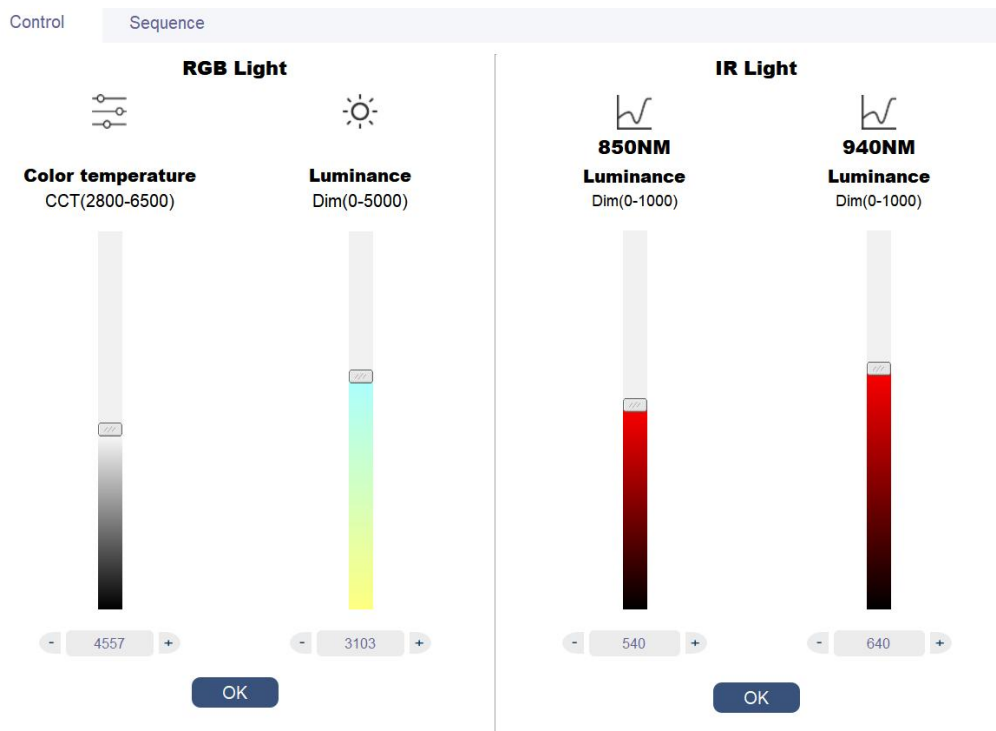 Control
Sequence
RGB Light
Color temperature
CCT(2800-6500)
Luminance
Dim(0-5000)
- 4557 +
- 3103 +
OK
IR Light
850NM
Luminance
Dim(0-1000)
940NM
Luminance
Dim(0-1000)
- 540 +
- 640 +
OK